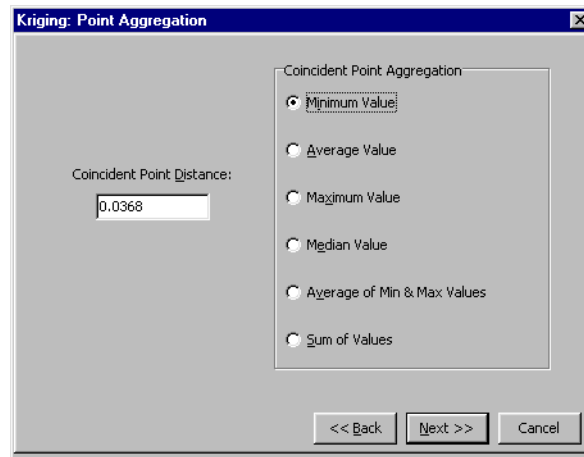 Kriging: Point Aggregation
Coincident Point Aggregation
Minimum Value
Average Value
Coincident Point Distance:
0.0368
Maximum Value
Median Value
Average of Min & Max Values
Sum of Values
<< Back
Next >>
Cancel